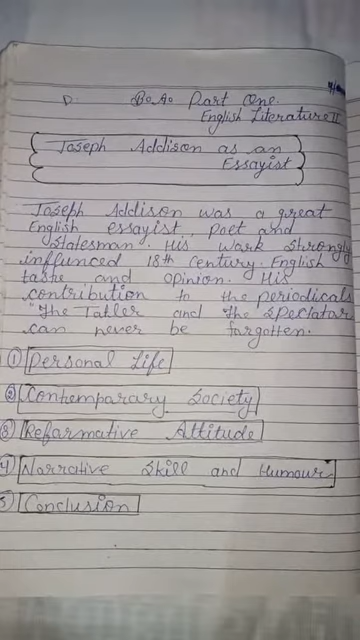 B.A. Part One.
English Literature II
Joseph Addison as an
Essayist
Joseph Addison was a great
English essayist, Poet and
Statesman. His work strongly
inffunced 18th Century English
taste and opinion. His
contribution to the periodicals
"The Tatler and The Spectator
can never be forgotten.
① Personal Life
② Contemparary Society
③ Reformative Attitude
④ Narrative Skill and Humour
⑤ Conclusion